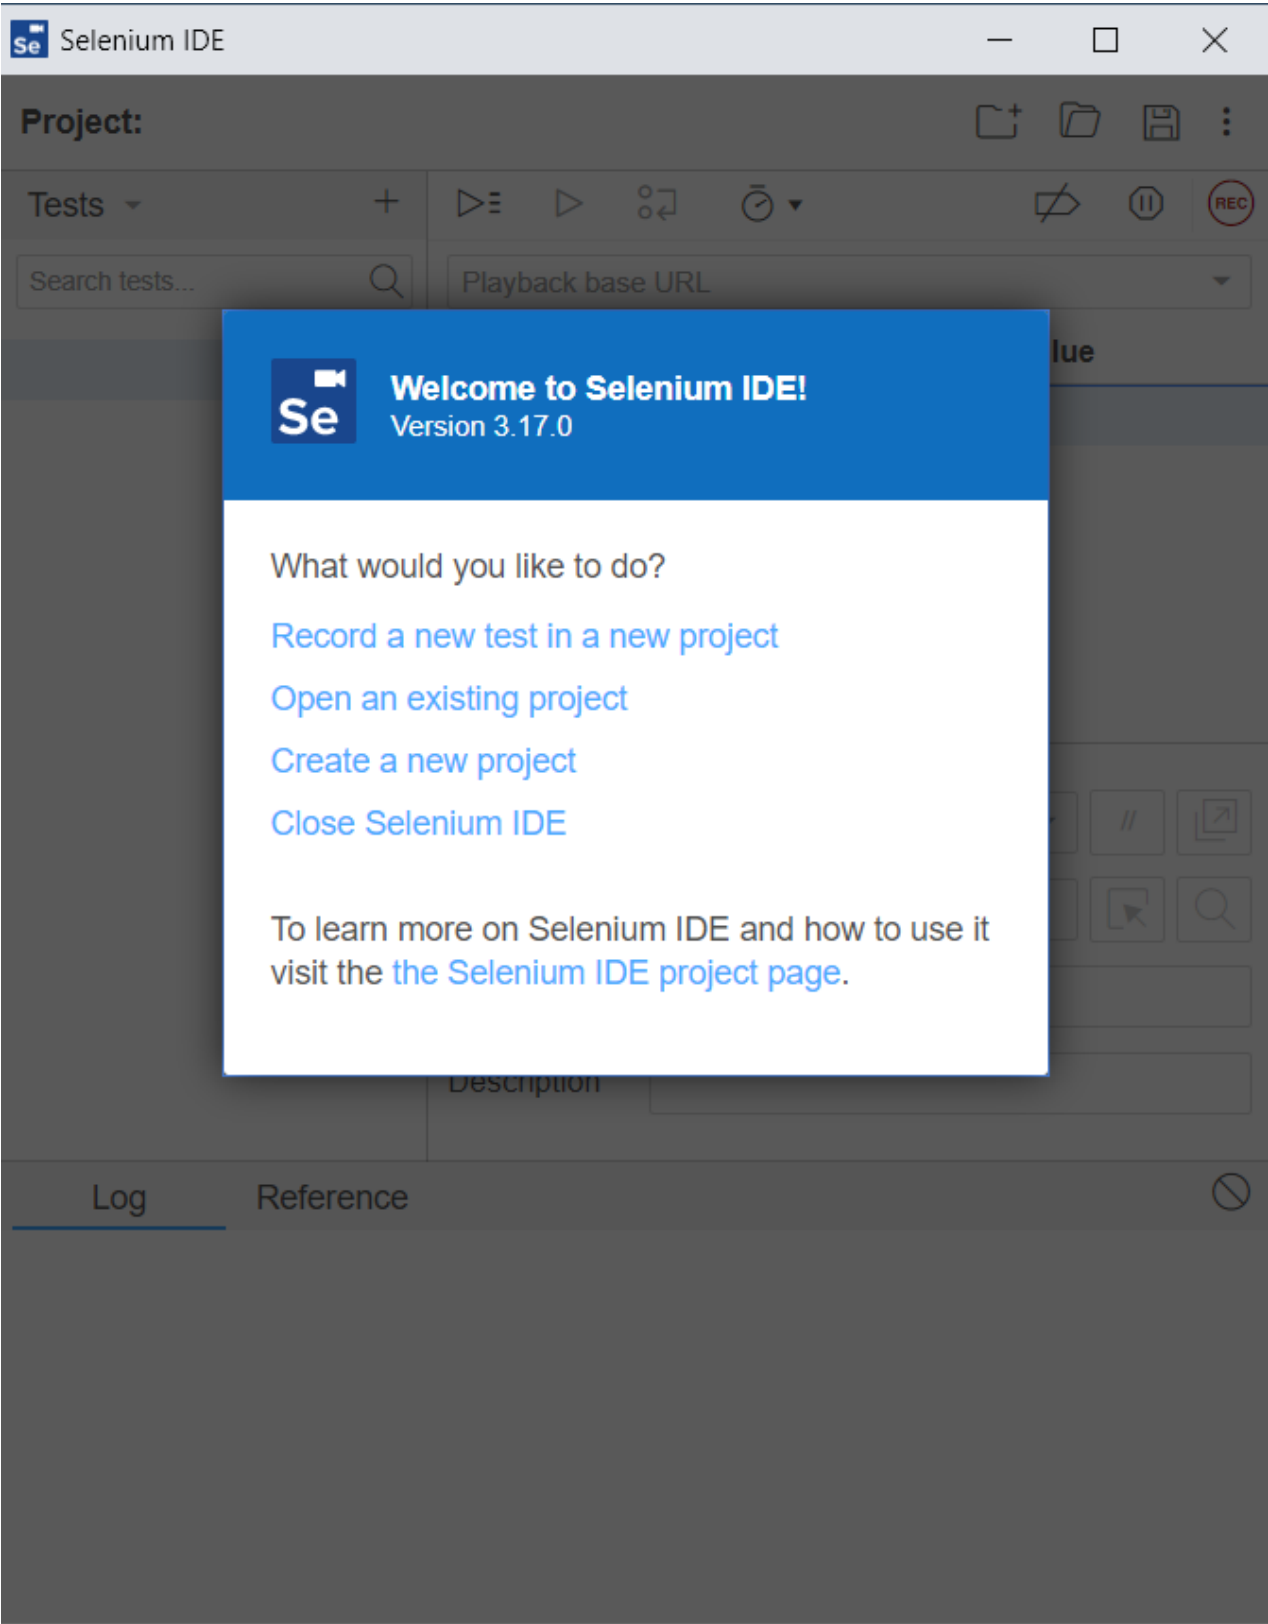 Se Selenium IDE
Project:
Tests
REC
Search tests...
Playback base URL
lue
Se
Welcome to Selenium IDE!
Version 3.17.0
What would you like to do?
Record a new test in a new project
Open an existing project
Create a new project
Close Selenium IDE
//
To learn more on Selenium IDE and how to use it
visit the the Selenium IDE project page.
Description
Log Reference